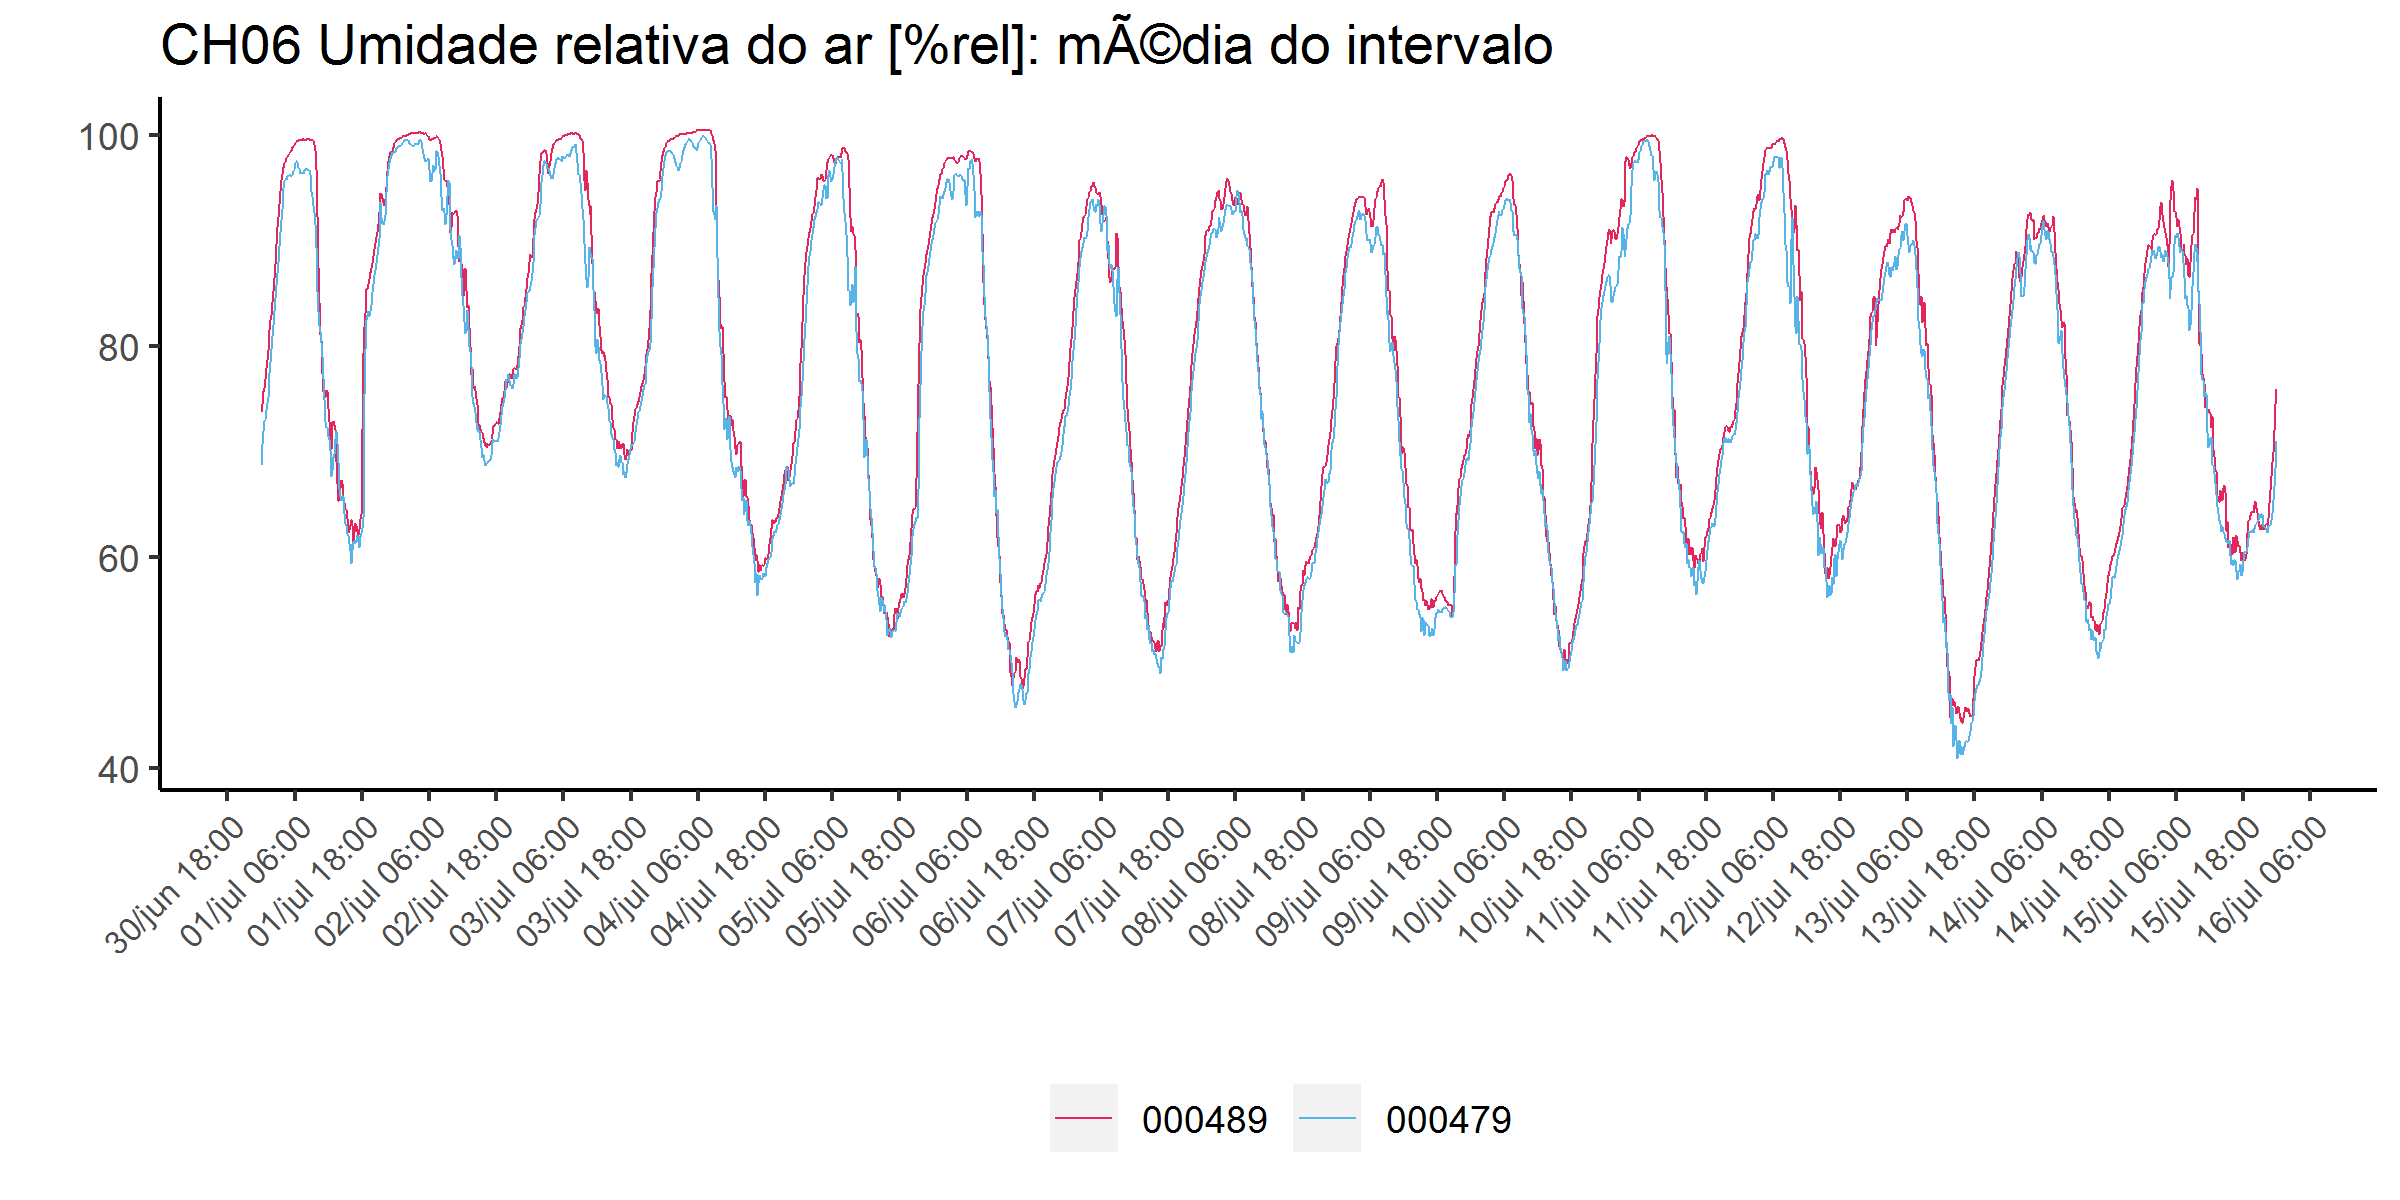 CH06 Umidade relativa do ar [%rel]: mÃ©dia do intervalo
100
80
60
40
30/jun 18:00
01/jul 06:00
01/jul 18:00
02/jul 06:00
02/jul 18:00
03/jul 06:00
03/jul 18:00
04/jul 06:00
04/jul 18:00
05/jul 06:00
05/jul 18:00
06/jul 06:00
06/jul 18:00
07/jul 06:00
07/jul 18:00
08/jul 06:00
08/jul 18:00
09/jul 06:00
09/jul 18:00
10/jul 06:00
10/jul 18:00
11/jul 06:00
11/jul 18:00
12/jul 06:00
12/jul 18:00
13/jul 06:00
13/jul 18:00
14/jul 06:00
14/jul 18:00
15/jul 06:00
15/jul 18:00
16/jul 06:00
000489 000479